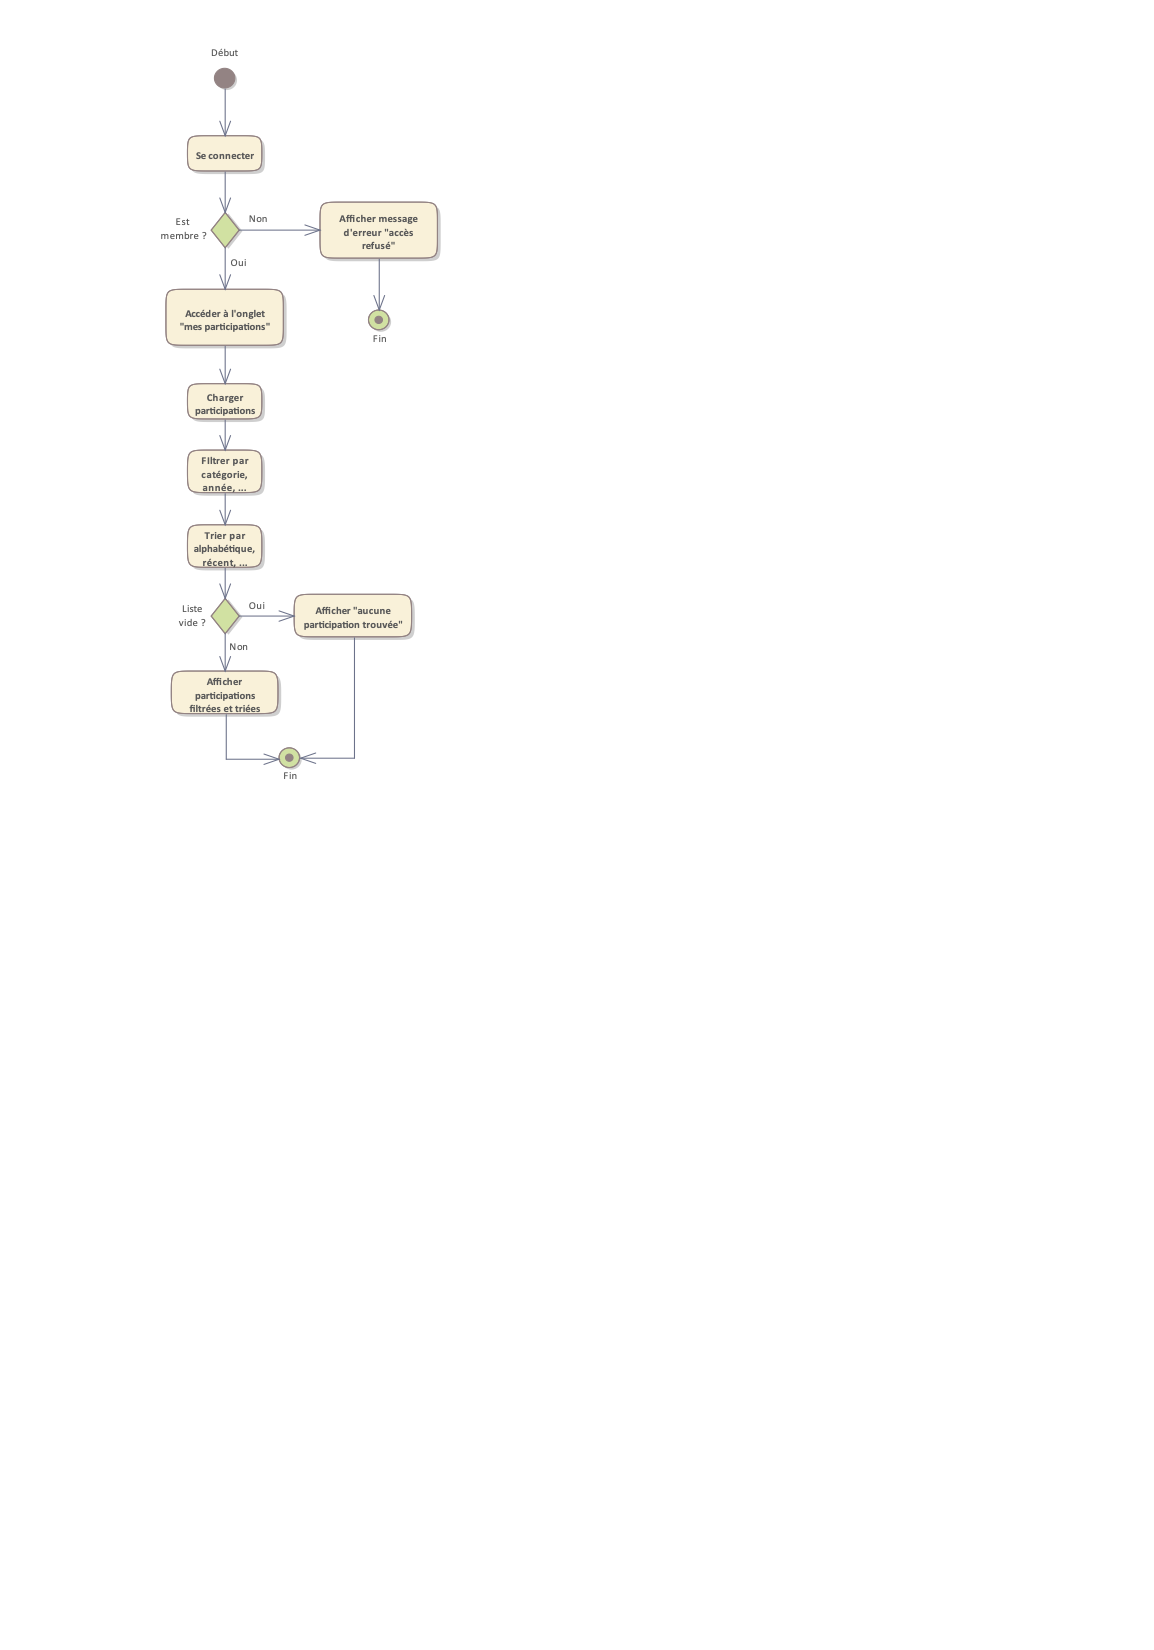 Début
Se connecter
Est
membre ?
Non
Afficher message
d'erreur "accès
refusé"
Oui
Accéder à l'onglet
"mes participations"
Fin
Charger
participations
FIltrer par
catégorie,
année, ...
Trier par
alphabétique,
récent, ...
Liste
vide ?
Oui
Afficher "aucune
participation trouvée"
Non
Afficher
participations
filtrées et triées
Fin